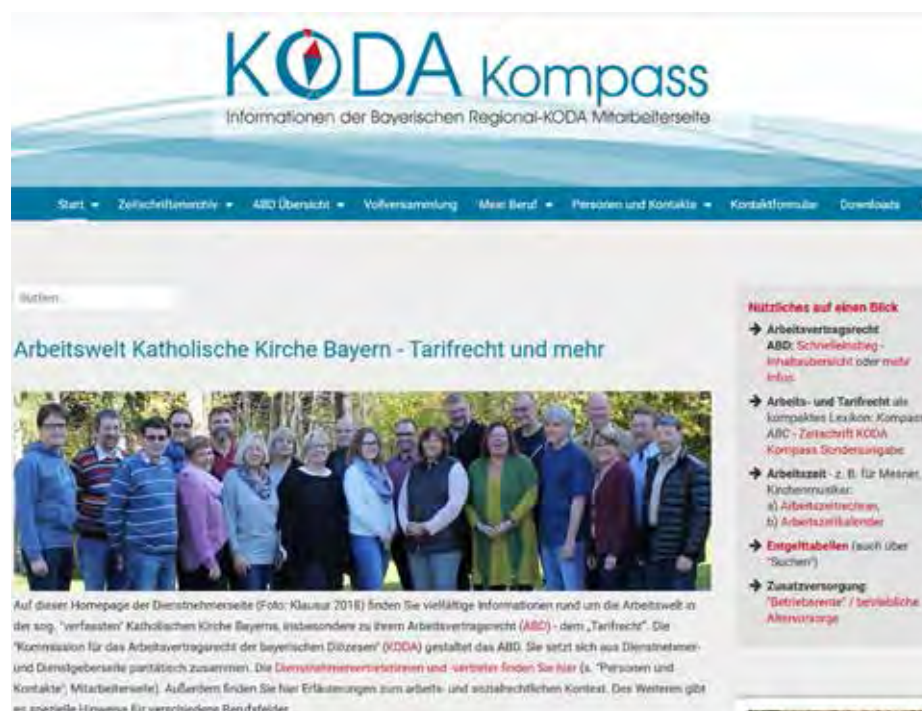 KODA Kompass
Informationen der Bayerischen Regional-KODA Mitarbeiterseite
Start Zeitschriftenarchiv ABD Übersicht Vollversammlung Mein Beruf Personen und Kontakte Kontaktformular Downloads
Suchen...
Arbeitswelt Katholische Kirche Bayern - Tarifrecht und mehr
Auf dieser Homepage der Dienstnehmerseite (Foto: Klausur 2018) finden Sie vielfältige Informationen rund um die Arbeitswelt in
der sog. "verfassten" Katholischen Kirche Bayerns, insbesondere zu ihrem Arbeitsvertragsrecht (ABD) - dem „Tarifrecht". Die
"Kommission für das Arbeitsvertragsrecht der bayerischen Diözesen" (KODA) gestaltet das ABD. Sie setzt sich aus Dienstnehmer-
und Dienstgeberseite paritätisch zusammen. Die Dienstnehmervertreterinnen und -vertreter finden Sie hier (s. "Personen und
Kontakte"; Mitarbeiterseite). Außerdem finden Sie hier Erläuterungen zum arbeits- und sozialrechtlichen Kontext. Des Weiteren gibt
es spezielle Hinweise für verschiedene Berufsfelder.
Nützliches auf einen Blick
Arbeitsvertragsrecht
ABD: Schnelleinstieg -
Inhaltsübersicht oder mehr
Infos
Arbeits- und Tarifrecht als
kompaktes Lexikon: Kompass
ABC - Zeitschrift KODA
Kompass Sonderausgabe
Arbeitszeit - z. B. für Mesner,
Kirchenmusiker:
a) Arbeitszeitrechner,
b) Arbeitszeitkalender
Entgelttabellen (auch über
"Suchen")
Zusatzversorgung:
"Betriebsrente" / betriebliche
Altersvorsorge